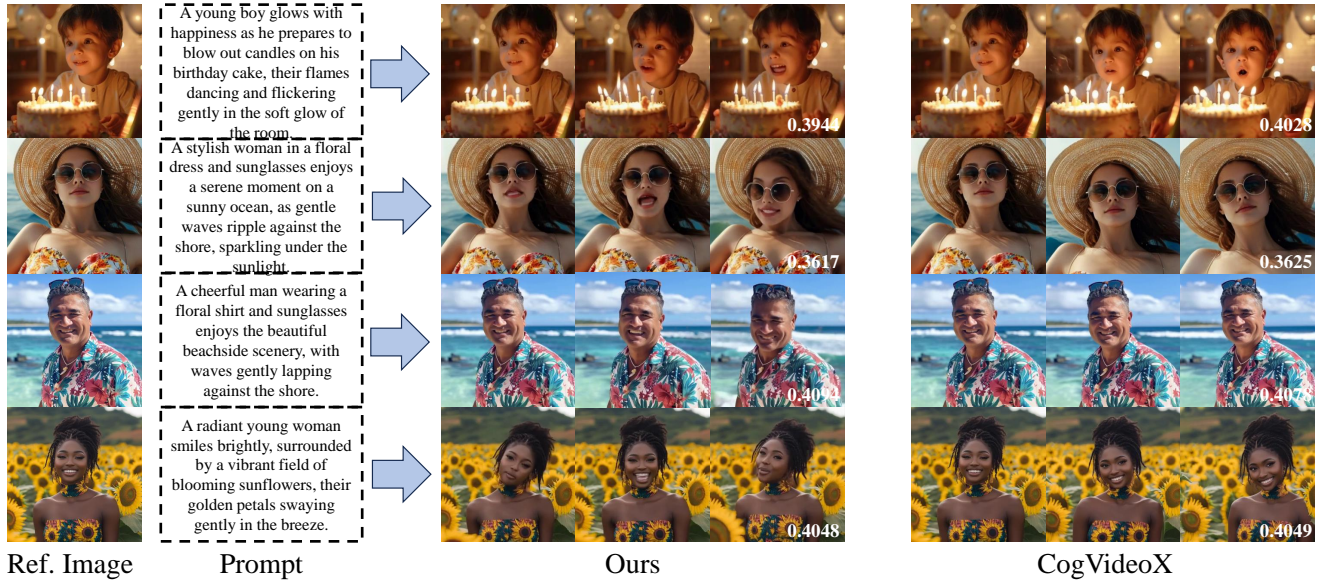 A young boy glows with
happiness as he prepares to
blow out candles on his
birthday cake, their flames
dancing and flickering
gently in the soft glow of
the room.
0.3944
0.4028
A stylish woman in a floral
dress and sunglasses enjoys
a serene moment on a
sunny ocean, as gentle
waves ripple against the
shore, sparkling under the
sunlight.
0.3617
0.3625
A cheerful man wearing a
floral shirt and sunglasses
enjoys the beautiful
beachside scenery, with
waves gently lapping
against the shore.
0.4094
0.4078
A radiant young woman
smiles brightly, surrounded
by a vibrant field of
blooming sunflowers, their
golden petals swaying
gently in the breeze.
0.4048
0.4049
Ref. Image
Prompt
Ours
CogVideoX